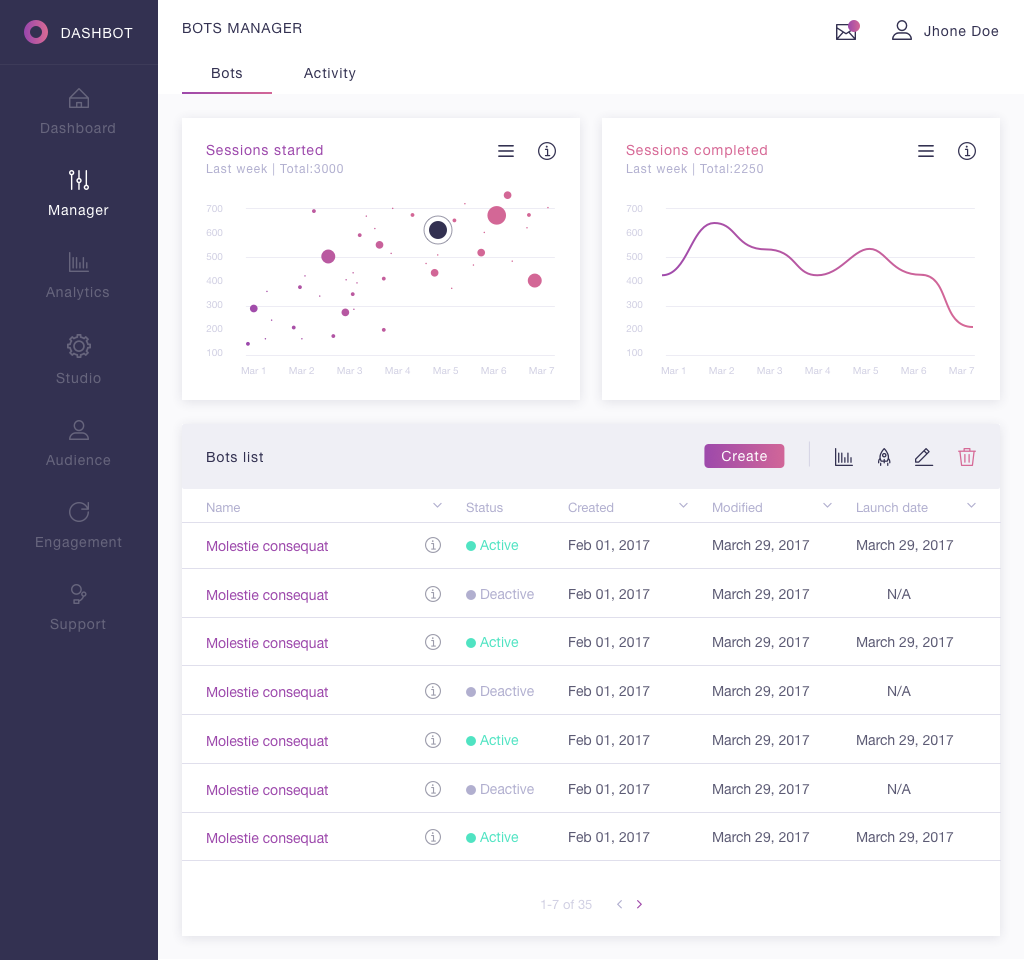 DASHBOT
Dashboard
Manager
Analytics
Studio
Audience
Engagement
Support
BOTS MANAGER
Jhone Doe
Bots Activity
Sessions started
Last week | Total:3000
700
600
500
400
300
200
100
Mar 1 Mar 2 Mar 3 Mar 4 Mar 5 Mar 6 Mar 7
Sessions completed
Last week | Total:2250
700
600
500
400
300
200
100
Mar 1 Mar 2 Mar 3 Mar 4 Mar 5 Mar 6 Mar 7
Bots list Create
Name Status Created Modified Launch date
Molestie consequat Active Feb 01, 2017 March 29, 2017 March 29, 2017
Molestie consequat Deactive Feb 01, 2017 March 29, 2017 N/A
Molestie consequat Active Feb 01, 2017 March 29, 2017 March 29, 2017
Molestie consequat Deactive Feb 01, 2017 March 29, 2017 N/A
Molestie consequat Active Feb 01, 2017 March 29, 2017 March 29, 2017
Molestie consequat Deactive Feb 01, 2017 March 29, 2017 N/A
Molestie consequat Active Feb 01, 2017 March 29, 2017 March 29, 2017
1-7 of 35